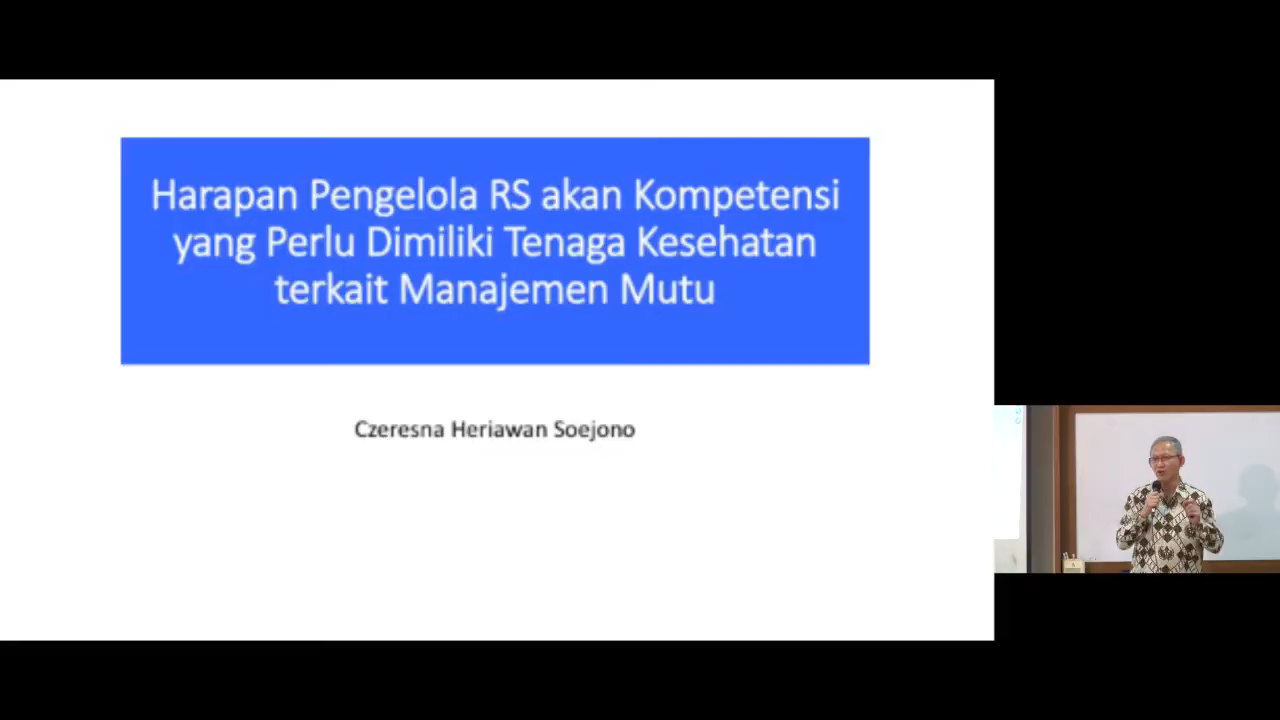 Harapan Pengelola RS akan Kompetensi
yang Perlu Dimiliki Tenaga Kesehatan
terkait Manajemen Mutu
Czeresna Heriawan Soejono